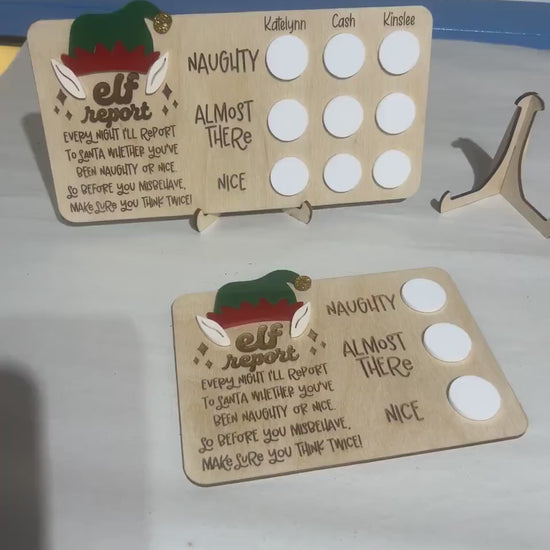 Katelynn Cash Kinslee
elf
report
EVERY NIGHT I'LL REPORT
TO SANTA WHETHER YOU'VE
BEEN NAUGHTY OR NICE.
SO BEFORE YOU MISBEHAVE,
MAKE SURE YOU THINK TWICE!
NAUGHTY
ALMOST
THERE
NICE
elf
report
EVERY NIGHT I'LL REPORT
TO SANTA WHETHER YOU'VE
BEEN NAUGHTY OR NICE.
SO BEFORE YOU MISBEHAVE,
MAKE SURE YOU THINK TWICE!
NAUGHTY
ALMOST
THERE
NICE